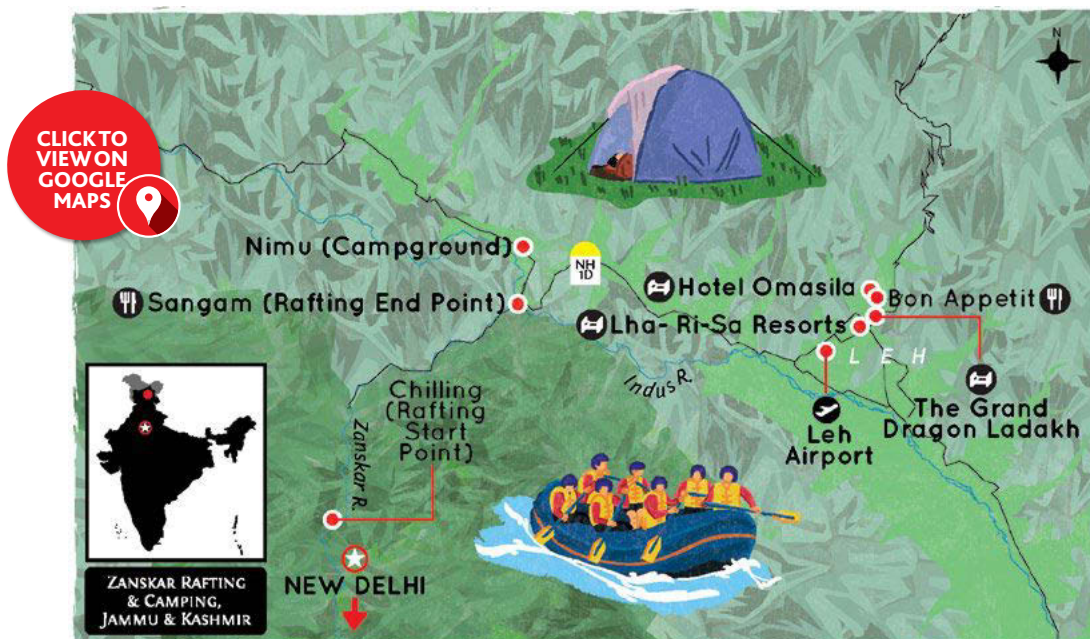 N
CLICK TO
VIEW ON
GOOGLE
MAPS
Nimu (Campground)
NH
1D
Sangam (Rafting End Point)
Hotel Omasila
Bon Appetit
Lha- Ri-Sa Resorts
L E H
Indus R.
Chilling
(Rafting
Start
Point)
Zanskar R.
Leh
Airport
The Grand
Dragon Ladakh
NEW DELHI
ZANSKAR RAFTING
& CAMPING,
JAMMU & KASHMIR